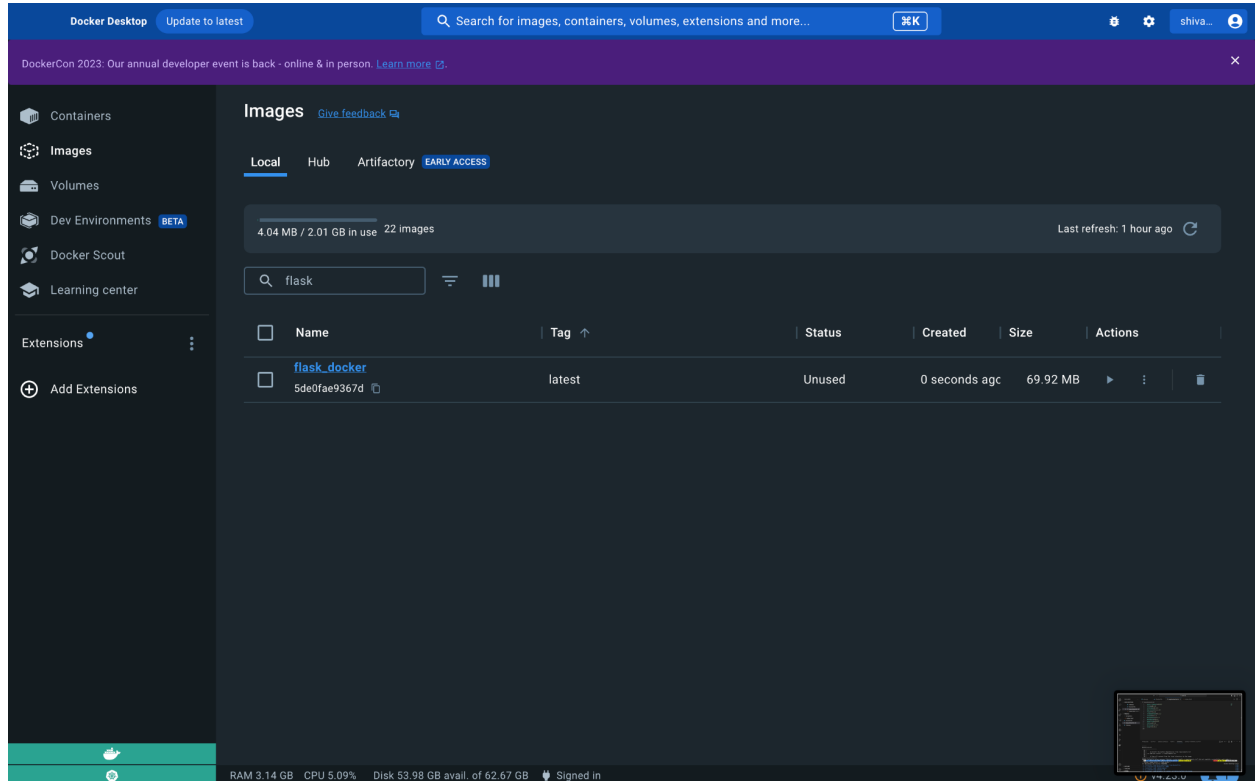 Docker Desktop Update to latest
Search for images, containers, volumes, extensions and more... ⌘K
shiva...
DockerCon 2023: Our annual developer event is back - online & in person. Learn more
Containers
Images
Volumes
Dev Environments BETA
Docker Scout
Learning center
Extensions
Add Extensions
Images Give feedback
Local Hub Artifactory EARLY ACCESS
4.04 MB / 2.01 GB in use 22 images Last refresh: 1 hour ago
flask
Name Tag Status Created Size Actions
flask_docker
5de0fae9367d
latest Unused 0 seconds agc 69.92 MB
RAM 3.14 GB CPU 5.09% Disk 53.98 GB avail. of 62.67 GB Signed in